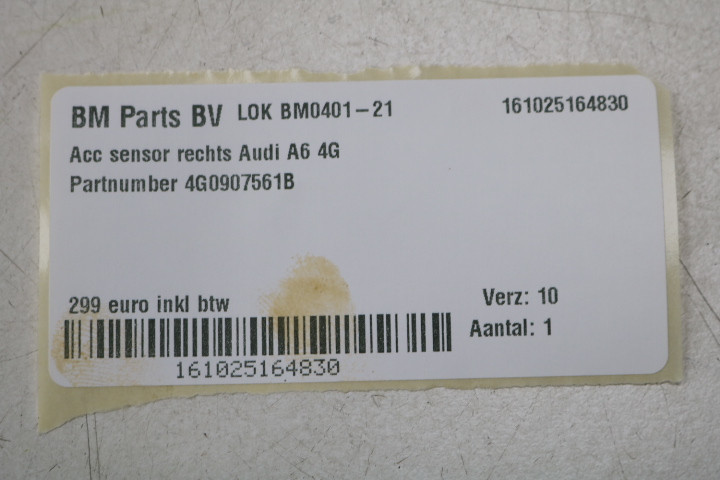 BM Parts BV LOK BM0401-21 161025164830
Acc sensor rechts Audi A6 4G
Partnumber 4G0907561B
299 euro inkl btw Verz: 10
Aantal: 1
161025164830